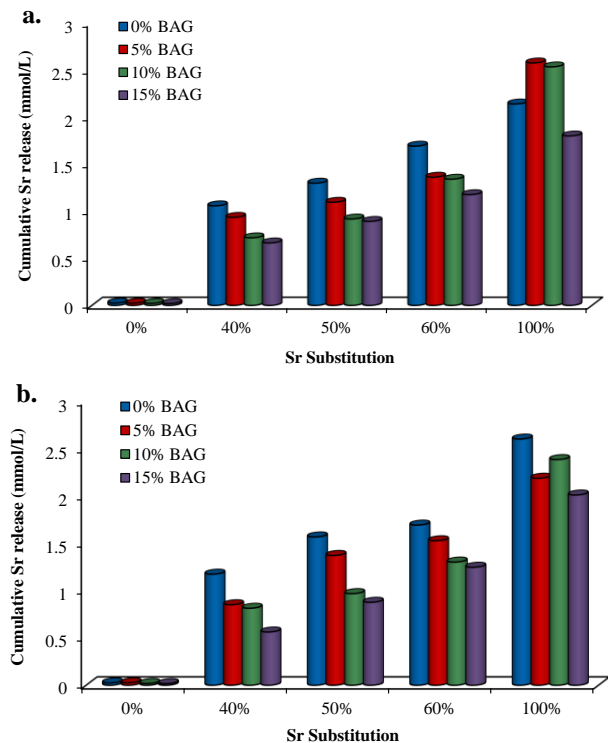 a.
3
2.5
2
1.5
1
0.5
0
Cumulative Sr release (mmol/L)
0% BAG
5% BAG
10% BAG
15% BAG
0% 40% 50% 60% 100%
Sr Substitution
b.
3
2.5
2
1.5
1
0.5
0
Cumulative Sr release (mmol/L)
0% BAG
5% BAG
10% BAG
15% BAG
0% 40% 50% 60% 100%
Sr Substitution